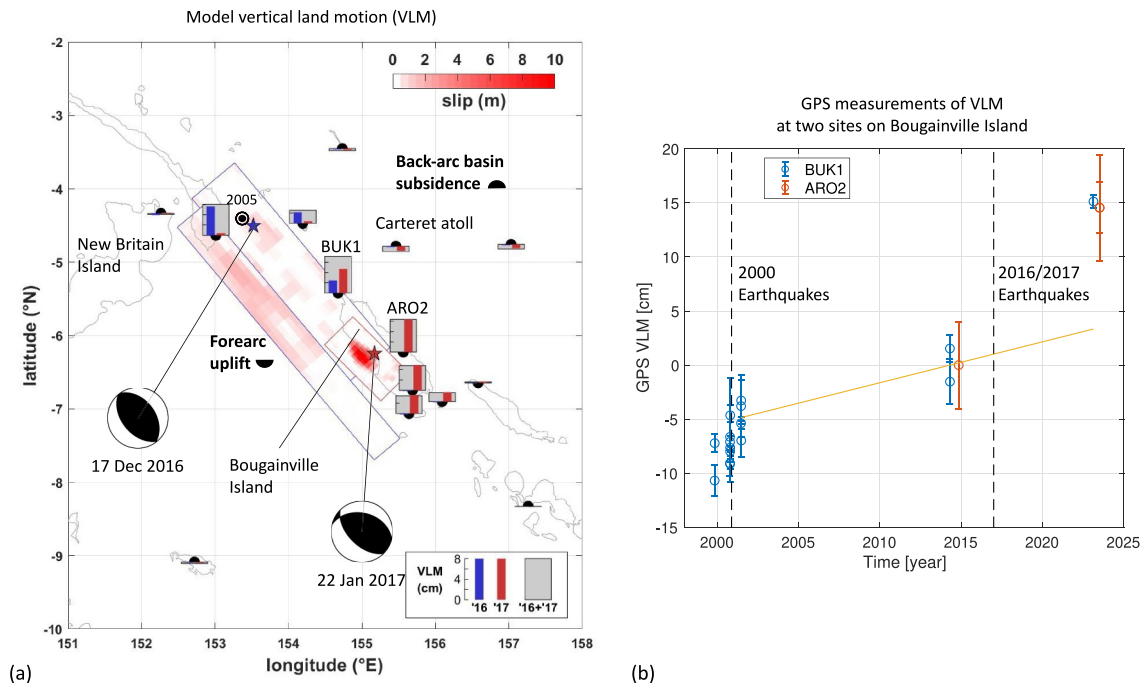 Model vertical land motion (VLM)
-2
-3
-4
-5
-6
-7
-8
-9
-10
latitude (°N)
0 2 4 6 8 10
slip (m)
Back-arc basin
subsidence
2005
Carteret atoll
New Britain
Island
BUK1
ARO2
Forearc
uplift
17 Dec 2016
Bougainville
Island
22 Jan 2017
VLM
(cm)
8
4
0
'16 '17 '16+'17
151 152 153 154 155 156 157 158
longitude (°E)
(a)
GPS measurements of VLM
at two sites on Bougainville Island
20
15
10
5
0
-5
-10
-15
GPS VLM [cm]
BUK1
ARO2
2000
Earthquakes
2016/2017
Earthquakes
2000 2005 2010 2015 2020 2025
Time [year]
(b)